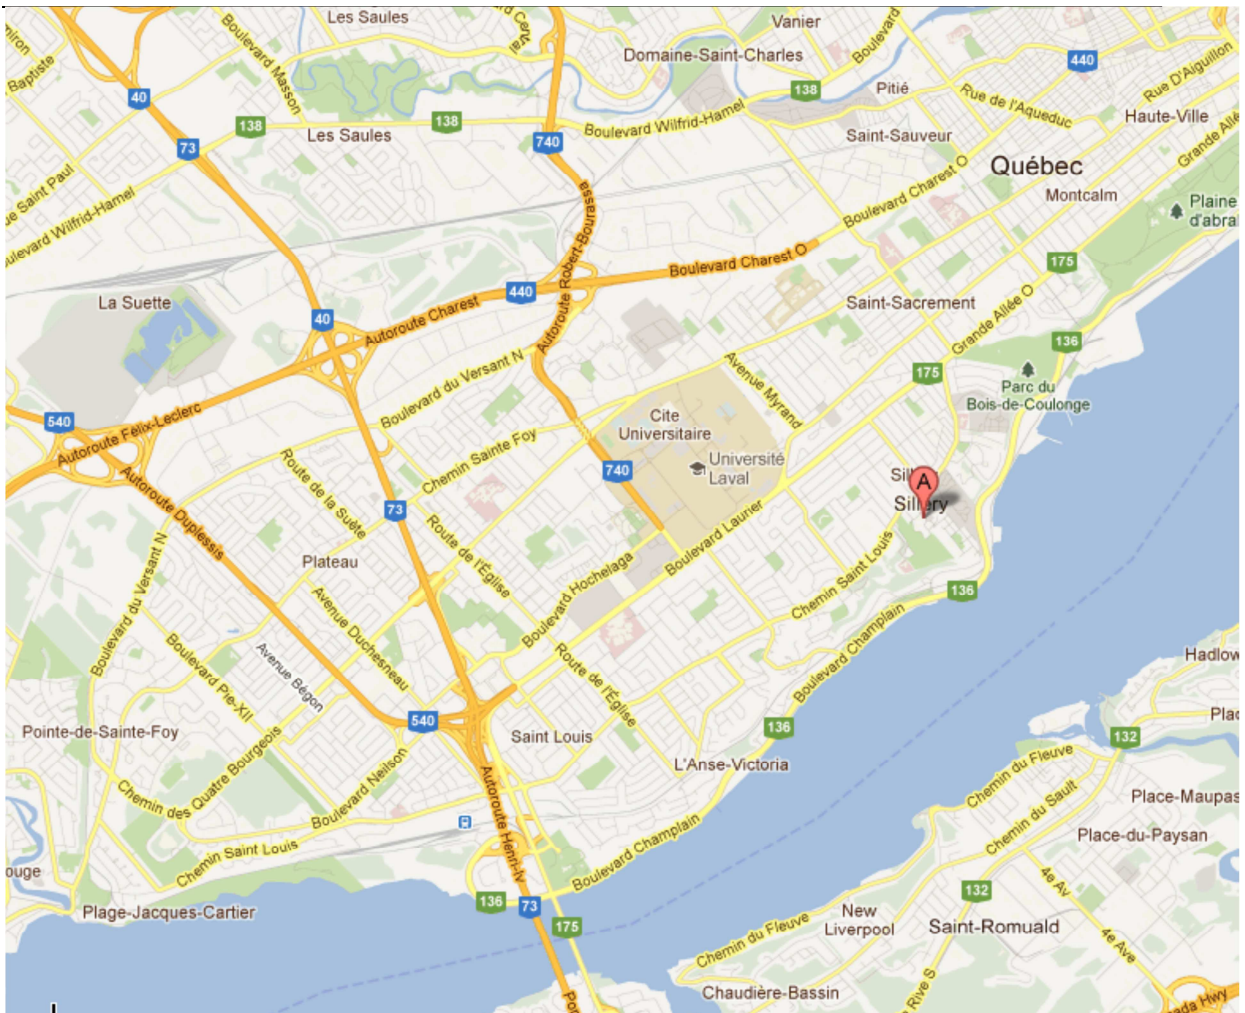 Les Saules
Boulevard Central
Vanier
Domaine-Saint-Charles
Boulevard
440
Baptiste
Boulevard Masson
40
138
Pitié
Rue D'Aiguillon
Rue de l'Aqueduc
Haute-Ville
73
138
Les Saules
138
740
Boulevard Wilfrid-Hamel
Saint-Sauveur
Grande Allé
Québec
Montcalm
Saint Paul
Boulevard Charest O
Plaine
d'abra
Wilfrid-Hamel
Autoroute Robert-Bourassa
175
Boulevard Charest O
La Suette
440
Autoroute Charest
40
Saint-Sacrement
Grande Allée O
136
Boulevard du Versant N
Avenue Myrand
175
Parc du
Bois-de-Coulonge
540
Autoroute Félix-Leclerc
Cite
Universitaire
Chemin Sainte Foy
740
Université
Laval
A
Sillery
Route de la Suète
Autoroute Duplessis
73
Boulevard Laurier
Route de l'Église
Plateau
Boulevard du Versant N
Boulevard Hochelaga
Chemin Saint Louis
136
Avenue Duchesneau
Boulevard Champlain
Boulevard Pie-XII
Avenue Bégon
Route de l'Église
Hadlow
540
136
132
Pointe-de-Sainte-Foy
Saint Louis
L'Anse-Victoria
Chemin des Quatre Bourgeois
Boulevard Neilson
Autoroute Henri-Iv
Chemin du Fleuve
Chemin du Sault
Place-Maupas
Place-du-Paysan
Boulevard Champlain
Chemin Saint Louis
4e Av
136
73
175
132
Plage-Jacques-Cartier
New
Liverpool
Saint-Romuald
4e Ave
Chemin du Fleuve
Chaudière-Bassin
Rive S